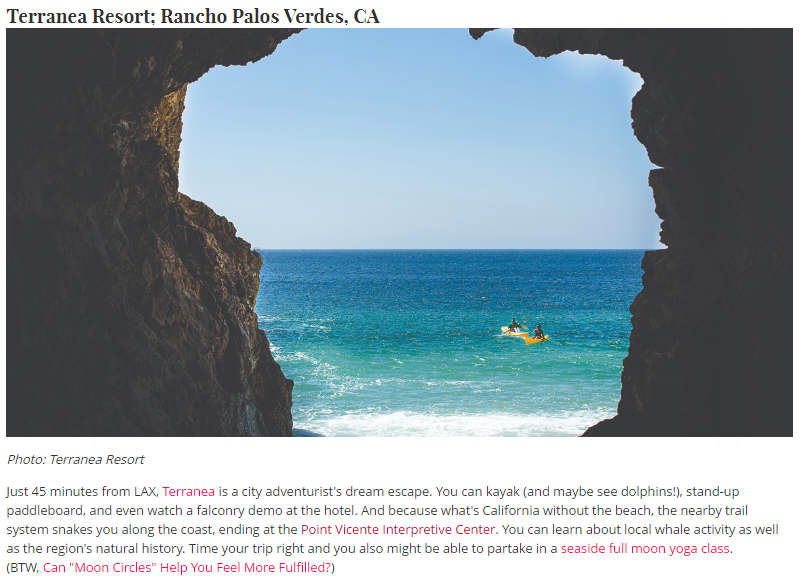 Terranea Resort; Rancho Palos Verdes, CA
Photo: Terranea Resort
Just 45 minutes from LAX, Terranea is a city adventurist's dream escape. You can kayak (and maybe see dolphins!), stand-up
paddleboard, and even watch a falconry demo at the hotel. And because what's California without the beach, the nearby trail
system snakes you along the coast, ending at the Point Vicente Interpretive Center. You can learn about local whale activity as well
as the region's natural history. Time your trip right and you also might be able to partake in a seaside full moon yoga class.
(BTW, Can "Moon Circles" Help You Feel More Fulfilled?)